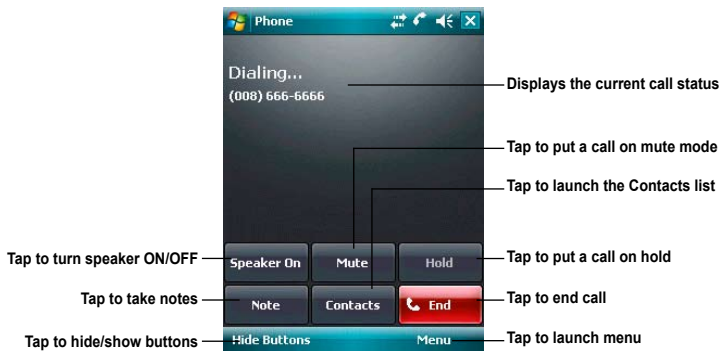 Phone
Dialing...
(008) 666-6666
Displays the current call status
Tap to put a call on mute mode
Tap to launch the Contacts list
Tap to turn speaker ON/OFF
Speaker On
Mute
Hold
Tap to put a call on hold
Tap to take notes
Note
Contacts
End
Tap to end call
Tap to hide/show buttons
Hide Buttons
Menu
Tap to launch menu